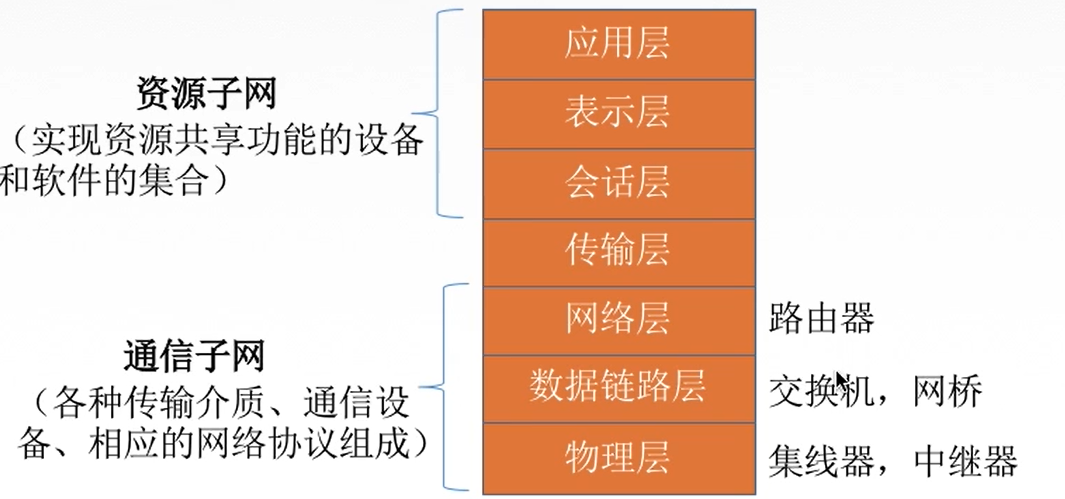 应用层
资源子网
表示层
（实现资源共享功能的设备
和软件的集合）
会话层
传输层
网络层
路由器
通信子网
数据链路层
交换机，网桥
（各种传输介质、通信设
备、相应的网络协议组成）
物理层
集线器，中继器